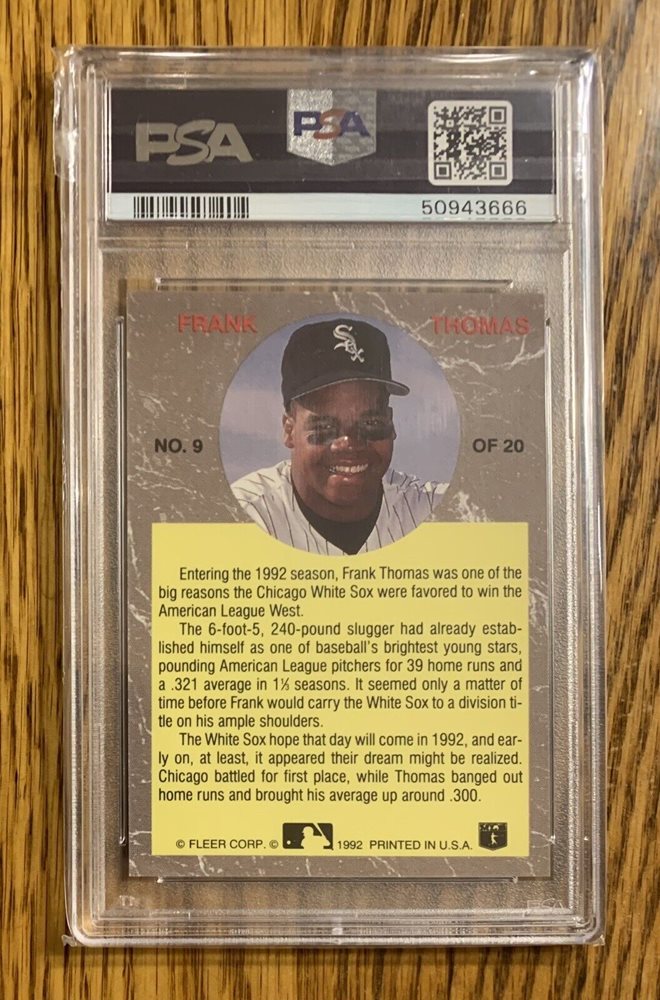 PSA
PSA
50943666
FRANK THOMAS
Sox
NO. 9 OF 20
Entering the 1992 season, Frank Thomas was one of the
big reasons the Chicago White Sox were favored to win the
American League West.
The 6-foot-5, 240-pound slugger had already estab-
lished himself as one of baseball's brightest young stars,
pounding American League pitchers for 39 home runs and
a .321 average in 1⅓ seasons. It seemed only a matter of
time before Frank would carry the White Sox to a division ti-
tle on his ample shoulders.
The White Sox hope that day will come in 1992, and ear-
ly on, at least, it appeared their dream might be realized.
Chicago battled for first place, while Thomas banged out
home runs and brought his average up around .300.
© FLEER CORP. © 1992 PRINTED IN U.S.A.
PSA